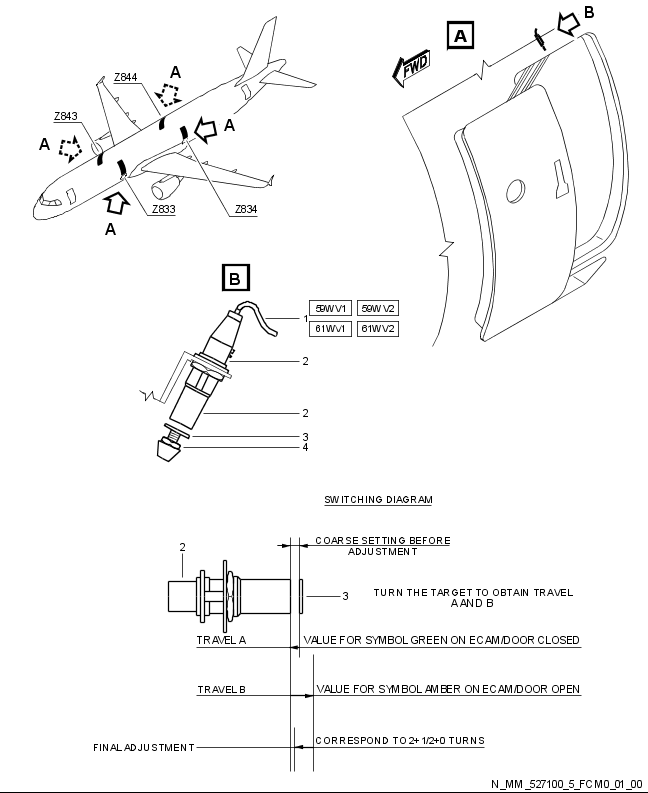 B
A
FWD
A
Z844
Z843
A
A
Z833
Z834
A
B
1
59WV1 59WV2
61WV1 61WV2
2
2
3
4
SWITCHING DIAGRAM
COARSE SETTING BEFORE
ADJUSTMENT
2
3
TURN THE TARGET TO OBTAIN TRAVEL
A AND B
TRAVEL A VALUE FOR SYMBOL GREEN ON ECAM/DOOR CLOSED
TRAVEL B VALUE FOR SYMBOL AMBER ON ECAM/DOOR OPEN
FINAL ADJUSTMENT CORRESPOND TO 2+1/2+0 TURNS
N_MM_527100_5_FCM0_01_00